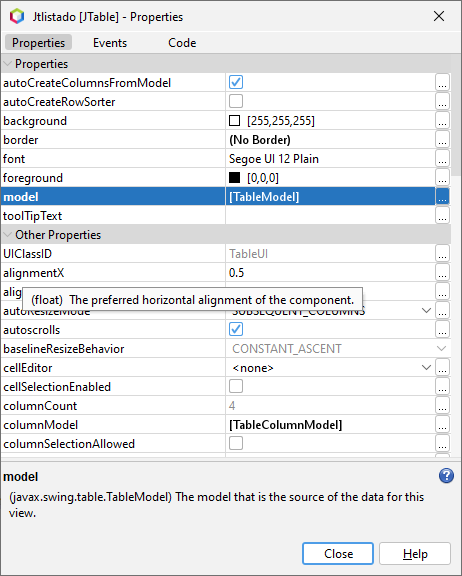 Jtlistado [JTable] - Properties
Properties Events Code
Properties
autoCreateColumnsFromModel ...
autoCreateRowSorter ...
background [255,255,255] ...
border (No Border) ...
font Segoe UI 12 Plain ...
foreground [0,0,0] ...
model [TableModel] ...
toolTipText ...
Other Properties
UIClassID TableUI ...
alignmentX 0.5 ...
(float) The preferred horizontal alignment of the component.
autoResizeMode SUBSEQUENT_COLUMNS ...
autoscrolls ...
baselineResizeBehavior CONSTANT_ASCENT ...
cellEditor <none> ...
cellSelectionEnabled ...
columnCount 4 ...
columnModel [TableColumnModel] ...
columnSelectionAllowed ...
model ?
(javax.swing.table.TableModel) The model that is the source of the data for this
view.
Close Help